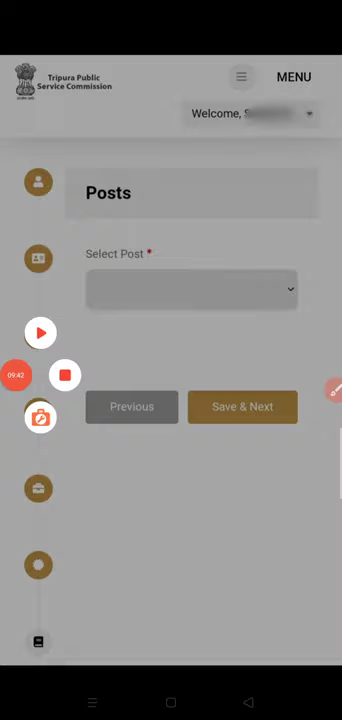 Tripura Public
Service Commission
MENU
Welcome,
Posts
Select Post *
09:42
Previous
Save & Next